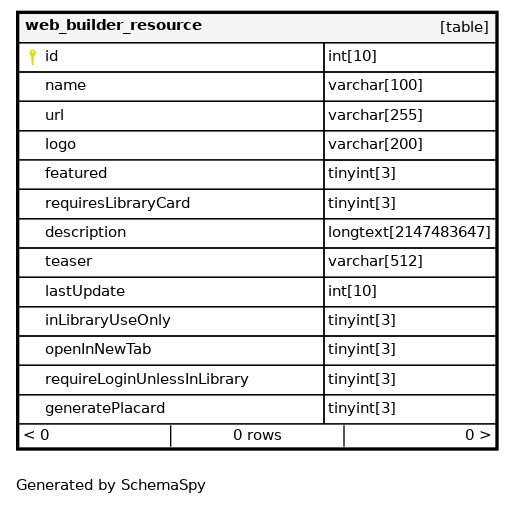 web_builder_resource [table]
id int[10]
name varchar[100]
url varchar[255]
logo varchar[200]
featured tinyint[3]
requiresLibraryCard tinyint[3]
description longtext[2147483647]
teaser varchar[512]
lastUpdate int[10]
inLibraryUseOnly tinyint[3]
openInNewTab tinyint[3]
requireLoginUnlessInLibrary tinyint[3]
generatePlacard tinyint[3]
< 0 0 rows 0 >
Generated by SchemaSpy